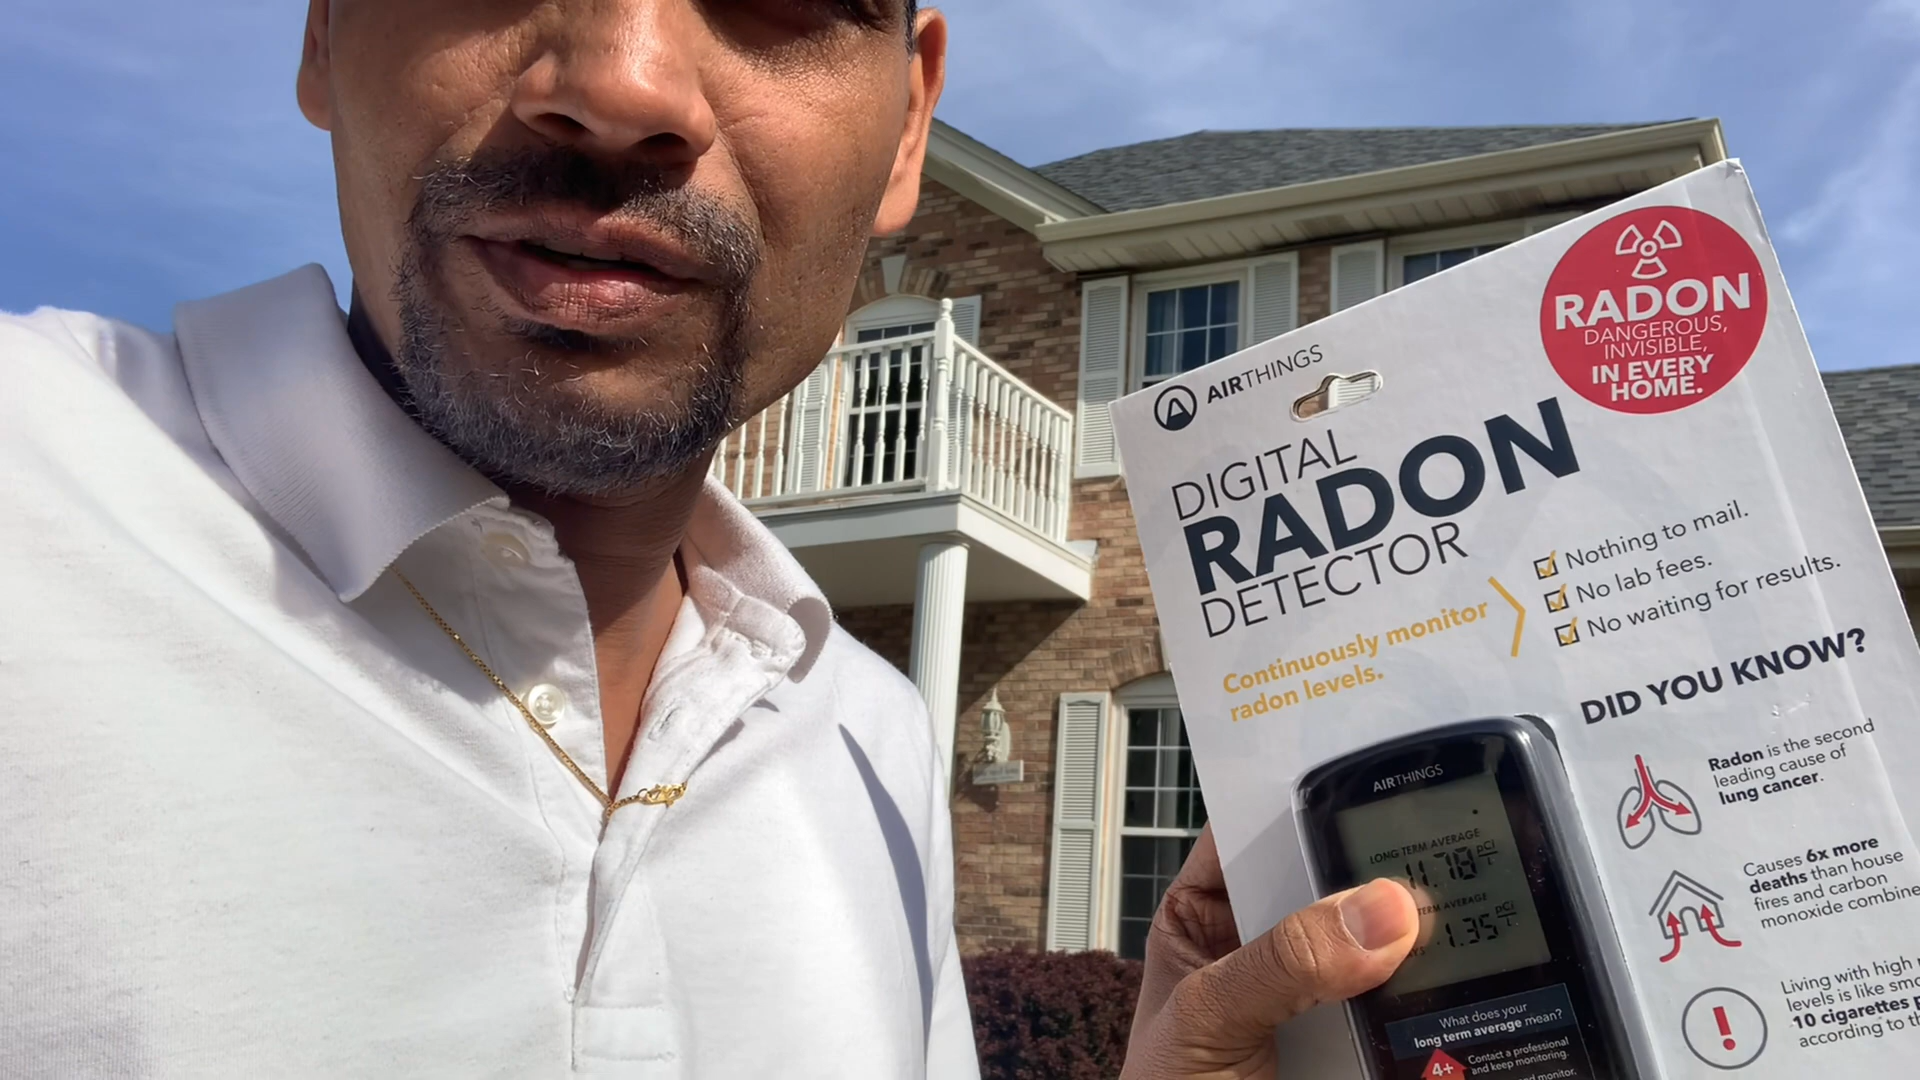 RADON
DANGEROUS,
INVISIBLE,
IN EVERY
HOME.
AIRTHINGS
DIGITAL
RADON
DETECTOR
Continuously monitor
radon levels.
Nothing to mail.
No lab fees.
No waiting for results.
DID YOU KNOW?
Radon is the second
leading cause of
lung cancer.
Causes 6x more
deaths than house
fires and carbon
monoxide
Living with high
levels is like
10 cigarettes
according to
AIRTHINGS
LONG TERM AVERAGE
11.78 pCi/L
TERM AVERAGE
1.35 pCi/L
What does your
long term average mean?
4+
Contact a professional
and keep monitoring.
monitor.